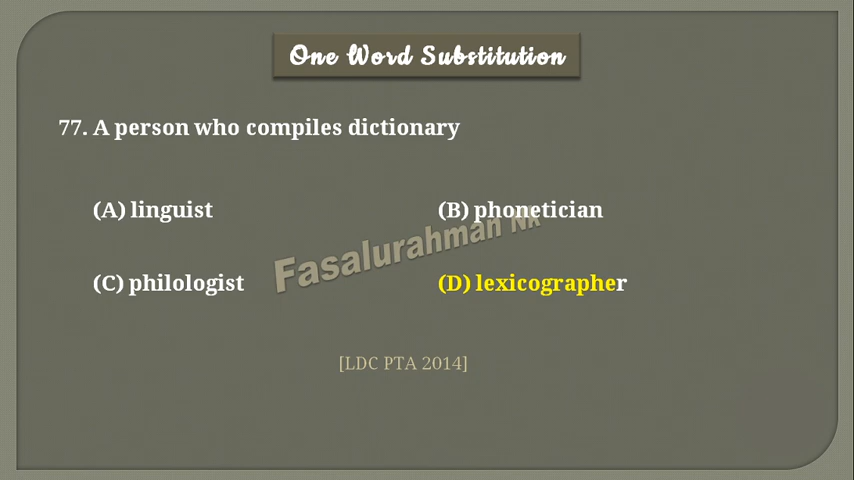 One Word Substitution
77. A person who compiles dictionary
(A) linguist
(B) phonetician
Fasalurahman Nk
(C) philologist
(D) lexicographer
[LDC PTA 2014]